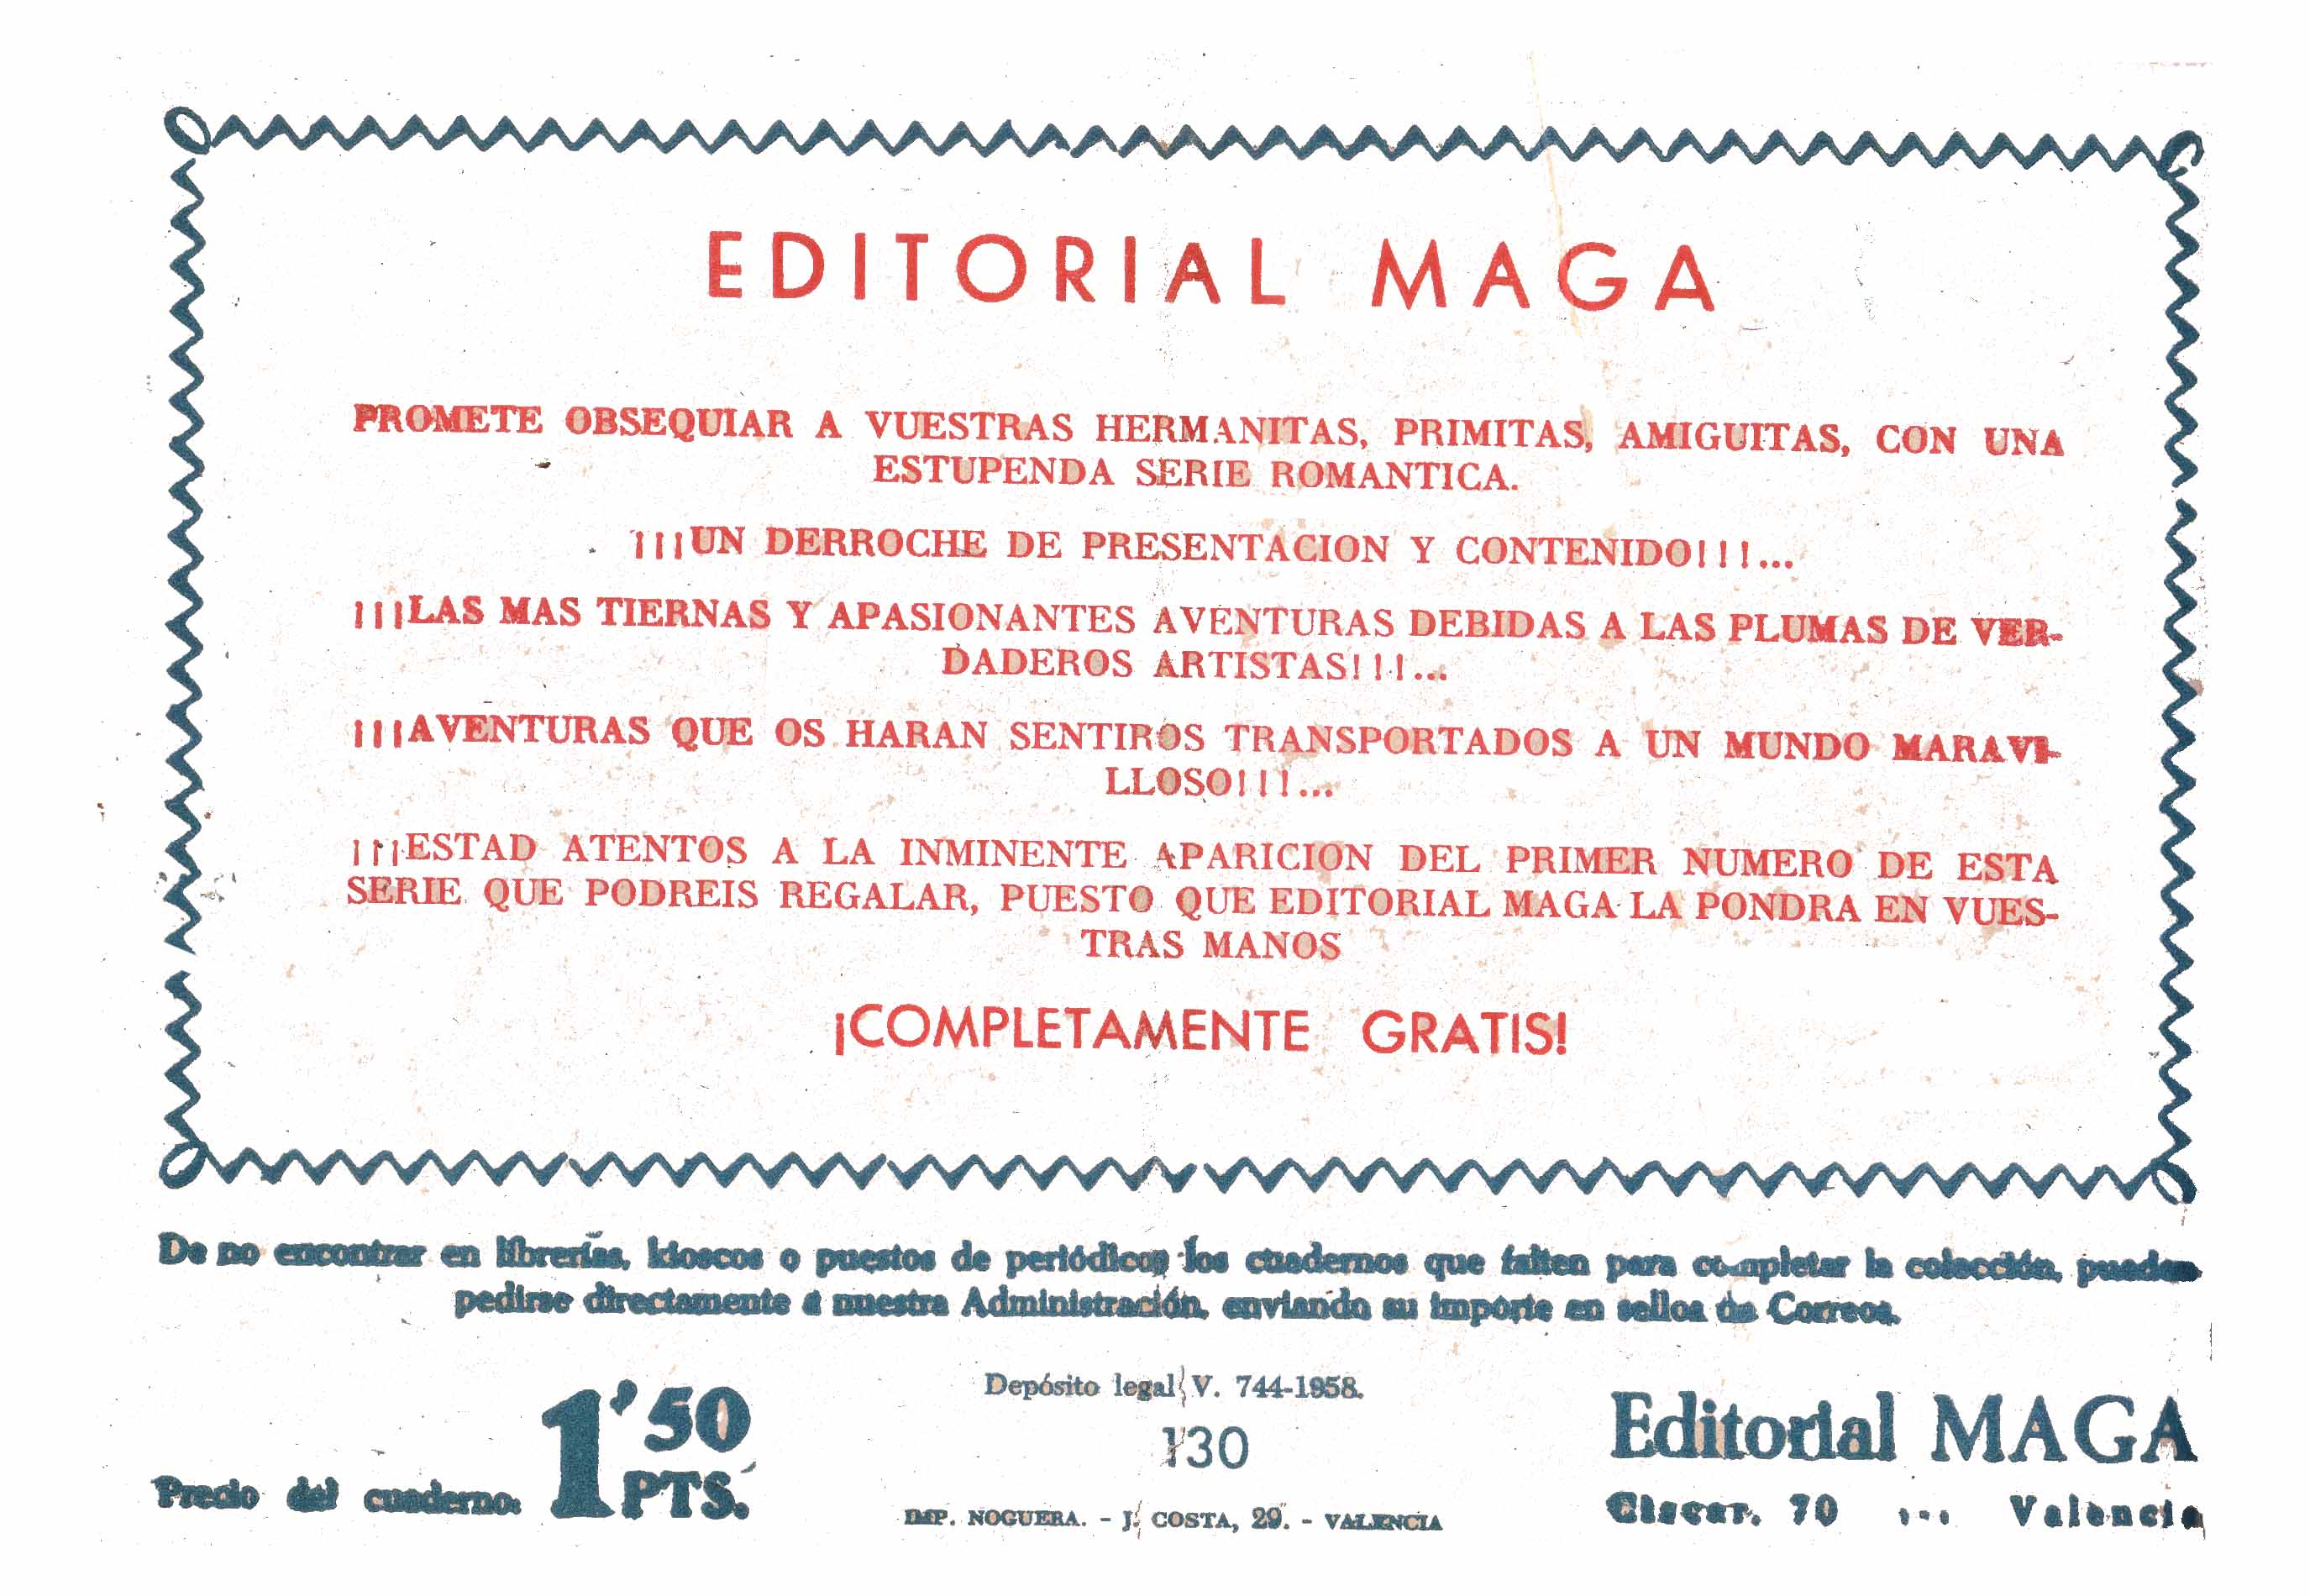 EDITORIAL MAGA
PROMETE OBSEQUIAR A VUESTRAS HERMANITAS, PRIMITAS, AMIGUITAS, CON UNA
ESTUPENDA SERIE ROMANTICA.
¡¡¡UN DERROCHE DE PRESENTACION Y CONTENIDO!!!...
¡¡¡LAS MAS TIERNAS Y APASIONANTES AVENTURAS DEBIDAS A LAS PLUMAS DE VER-
DADEROS ARTISTAS!!!...
¡¡¡AVENTURAS QUE OS HARAN SENTIROS TRANSPORTADOS A UN MUNDO MARAVI-
LLOSO!!!...
¡¡¡ESTAD ATENTOS A LA INMINENTE APARICION DEL PRIMER NUMERO DE ESTA
SERIE QUE PODREIS REGALAR, PUESTO QUE EDITORIAL MAGA LA PONDRA EN VUES-
TRAS MANOS
¡COMPLETAMENTE GRATIS!
De no encontrar en librerías, kioscos o puestos de periódicos los cuadernos que falten para completar la colección, pueden
pedirse directamente a nuestra Administración, enviando su importe en sellos de Correos.
Precio del cuaderno: 1'50 PTS.
Depósito legal V. 744-1958.
130
IMP. NOGUERA. - J. COSTA, 29. - VALENCIA
Editorial MAGA
Ciscar, 70 ... Valencia